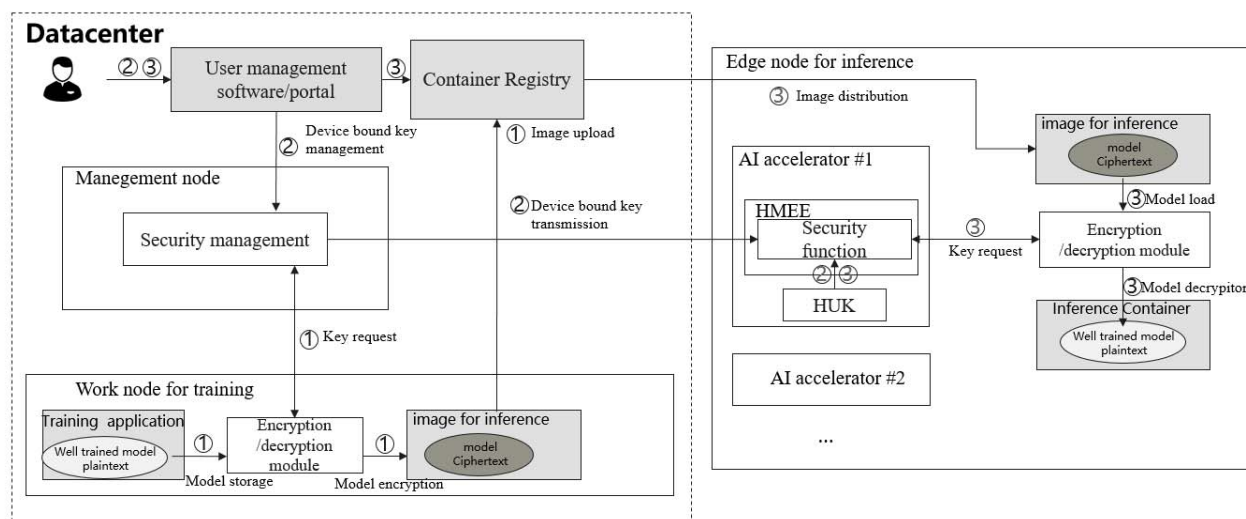 Datacenter
② ③
User management
software/portal
③
Container Registry
Edge node for inference
③ Image distribution
② Device bound key
management
① Image upload
image for inference
model
Ciphertext
③ Model load
Manegement node
Security management
② Device bound key
transmission
AI accelerator #1
HMEE
Security
function
② ③
HUK
③
Key request
Encryption
/decryption module
③ Model decrypitor
Inference Container
Well trained model
plaintext
① Key request
AI accelerator #2
...
Work node for training
Training application
Well trained model
plaintext
①
Model storage
Encryption
/decryption
module
①
Model encryption
image for inference
model
Ciphertext